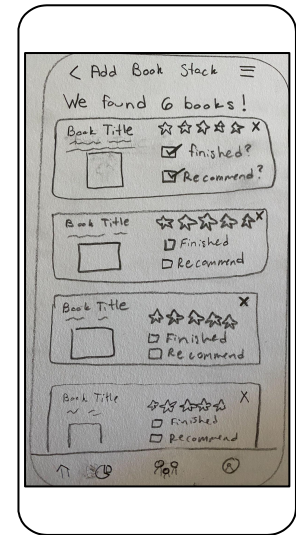 < Add Book Stack
We found 6 books!
Book Title X
finished?
Recommend?
Book Title X
Finished
Recommend
Book Title X
Finished
Recommend
Book Title X
Finished
Recommend